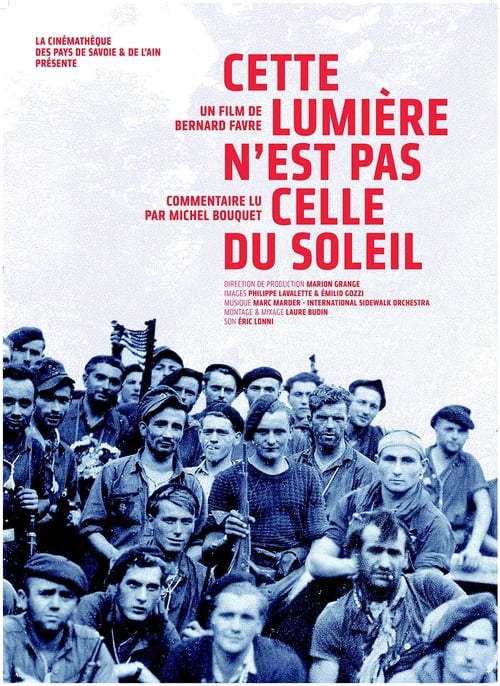 LA CINÉMATHÈQUE
DES PAYS DE SAVOIE & DE L'AIN
PRÉSENTE
CETTE
LUMIÈRE
N'EST PAS
CELLE
DU SOLEIL
UN FILM DE
BERNARD FAVRE
COMMENTAIRE LU
PAR MICHEL BOUQUET
DIRECTION DE PRODUCTION MARION GRANGE
IMAGES PHILIPPE LAVALETTE & ÉMILIO GOZZI
MUSIQUE MARC MARDER - INTERNATIONAL SIDEWALK ORCHESTRA
MONTAGE & MIXAGE LAURE BUDIN
SON ÉRIC LONNI